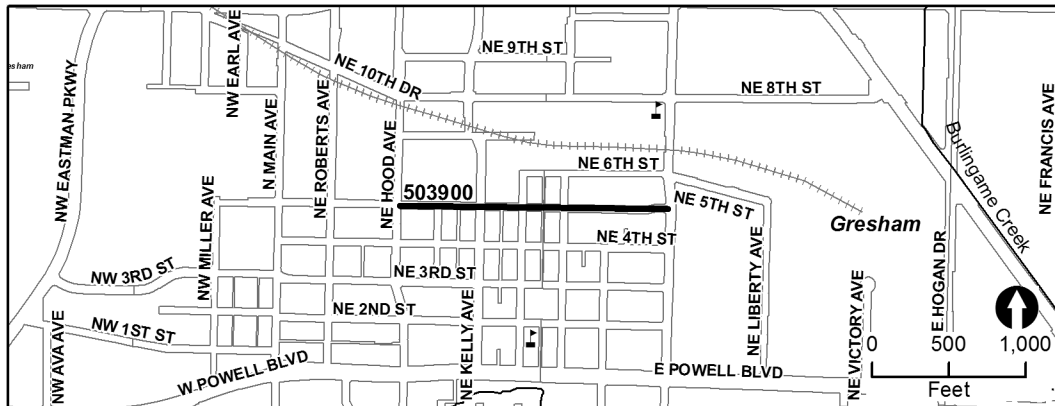 NW EASTMAN PKWY
NW EARL AVE
NE 9TH ST
NE 10TH DR
NE 8TH ST
N MAIN AVE
NE ROBERTS AVE
NE HOOD AVE
NE 6TH ST
Burlingame Creek
NE FRANCIS AVE
esham
503900
NE 5TH ST
Gresham
NW MILLER AVE
NE 4TH ST
NW 3RD ST
NE 3RD ST
NE LIBERTY AVE
E HOGAN DR
NE 2ND ST
NW 1ST ST
NE KELLY AVE
NE VICTORY AVE
NW AVA AVE
W POWELL BLVD
E POWELL BLVD
0 500 1,000
Feet